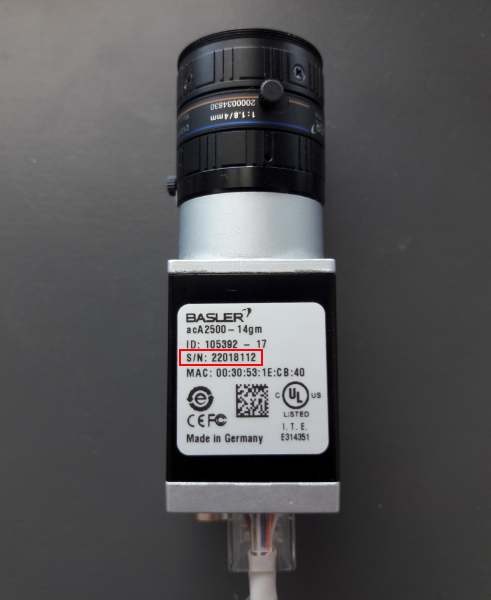 2000034830
1:1.8/4mm
BASLER
acA2500-14gm
ID: 105392 - 17
S/N: 22018112
MAC: 00:30:53:1E:CB:40
C UL US
LISTED
CE FC
I. T. E.
Made in Germany
E314351